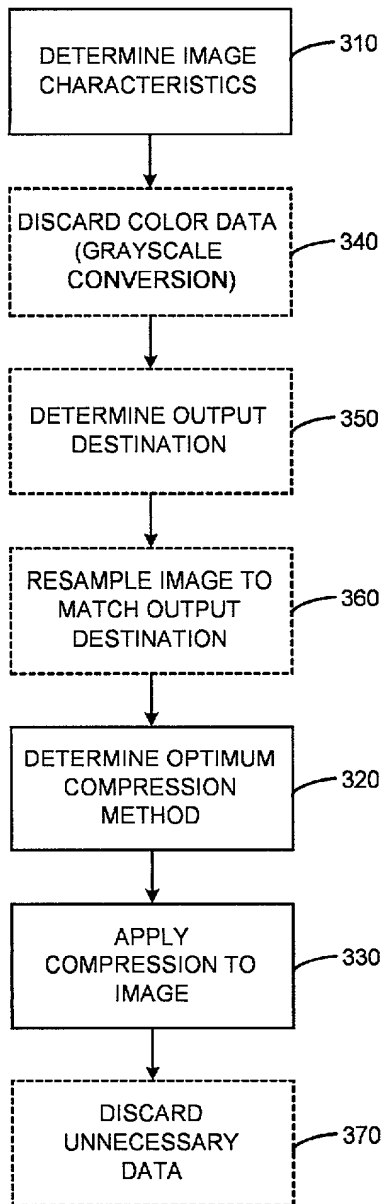 DETERMINE IMAGE
CHARACTERISTICS
310
DISCARD COLOR DATA
(GRAYSCALE
CONVERSION)
340
DETERMINE OUTPUT
DESTINATION
350
RESAMPLE IMAGE TO
MATCH OUTPUT
DESTINATION
360
DETERMINE OPTIMUM
COMPRESSION
METHOD
320
APPLY
COMPRESSION TO
IMAGE
330
DISCARD
UNNECESSARY
DATA
370